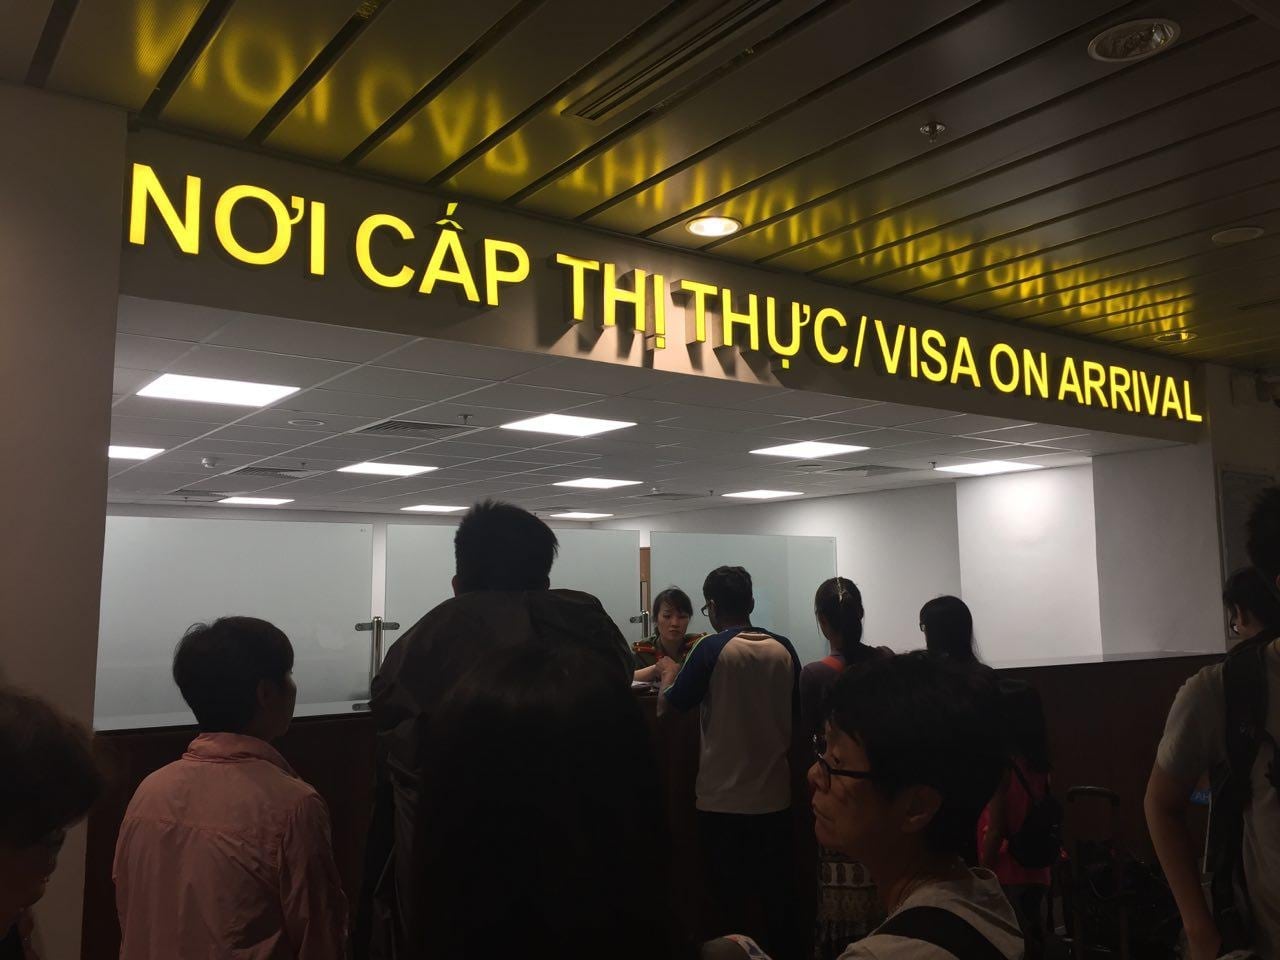 NƠI CẤP THỊ THỰC/VISA ON ARRIVAL